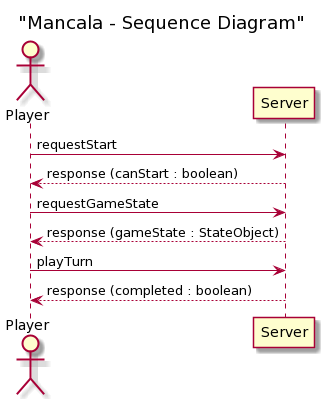 "Mancala - Sequence Diagram"
Player
Server
requestStart
response (canStart : boolean)
requestGameState
response (gameState : StateObject)
playTurn
response (completed : boolean)
Player
Server